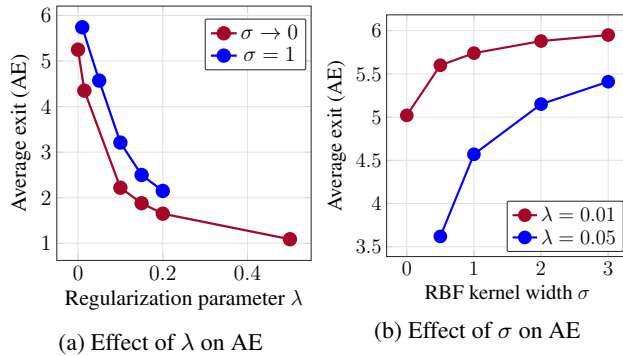 6
5
4
3
2
1
0
0.2
0.4
Average exit (AE)
Regularization parameter λ
σ → 0
σ = 1
(a) Effect of λ on AE
6
5.5
5
4.5
4
3.5
0
1
2
3
Average exit (AE)
RBF kernel width σ
λ = 0.01
λ = 0.05
(b) Effect of σ on AE